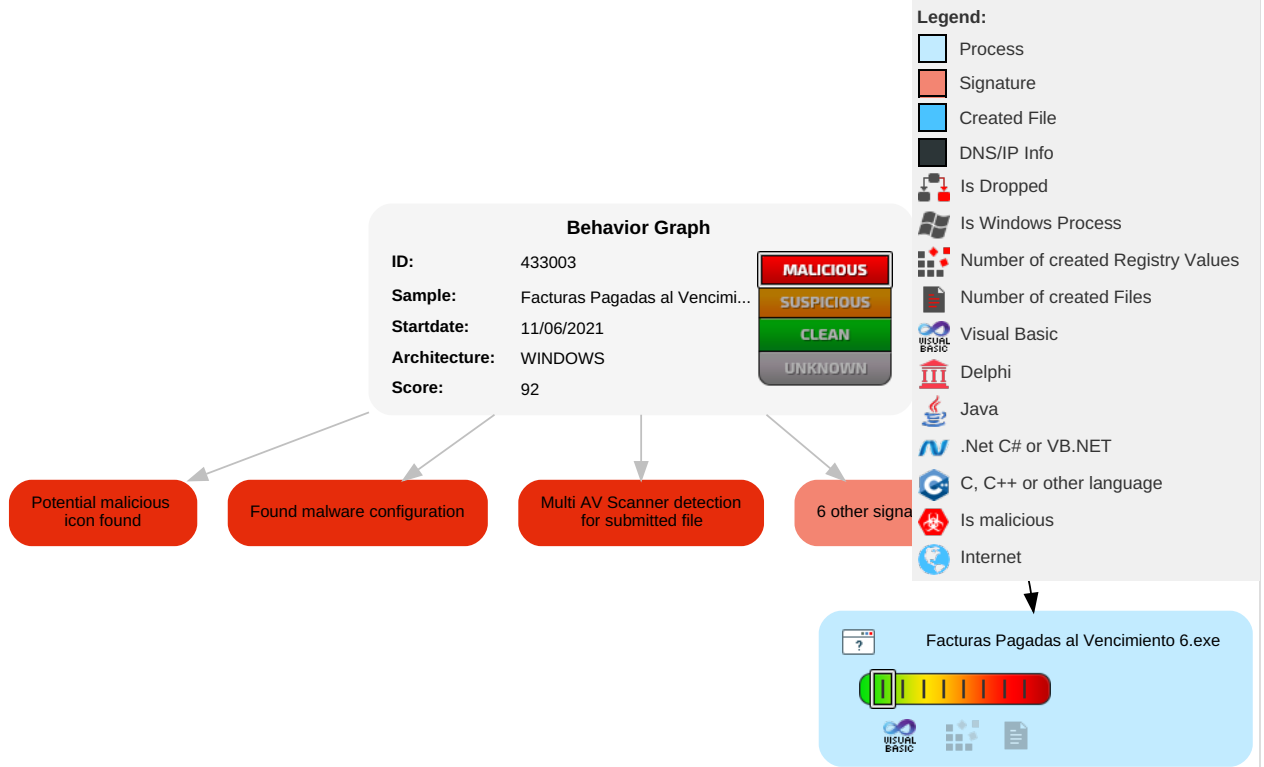 Legend:
Process
Signature
Created File
DNS/IP Info
Is Dropped
Is Windows Process
Number of created Registry Values
Number of created Files
VISUAL BASIC
Visual Basic
Delphi
Java
.Net C# or VB.NET
C, C++ or other language
Is malicious
Internet
Behavior Graph
ID: 433003
Sample: Facturas Pagadas al Vencimi...
Startdate: 11/06/2021
Architecture: WINDOWS
Score: 92
MALICIOUS
SUSPICIOUS
CLEAN
UNKNOWN
Potential malicious
icon found
Found malware configuration
Multi AV Scanner detection
for submitted file
6 other signa
Facturas Pagadas al Vencimiento 6.exe
?
VISUAL
BASIC